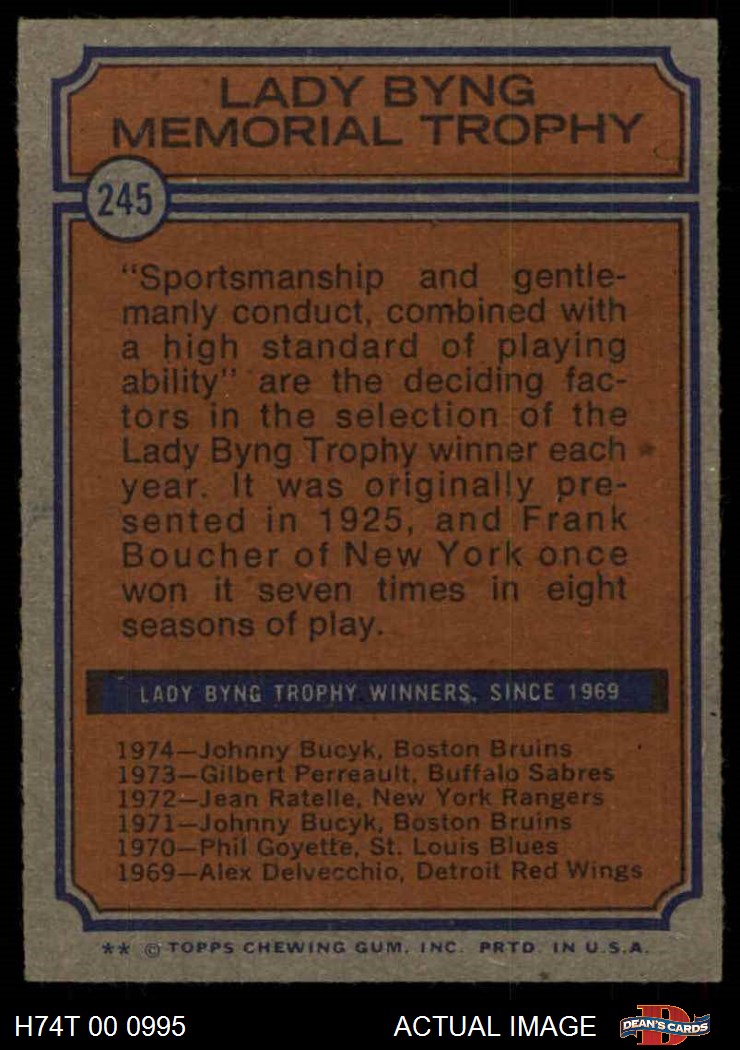 LADY BYNG
MEMORIAL TROPHY
245
"Sportsmanship and gentle-
manly conduct, combined with
a high standard of playing
ability" are the deciding fac-
tors in the selection of the
Lady Byng Trophy winner each
year. It was originally pre-
sented in 1925, and Frank
Boucher of New York once
won it seven times in eight
seasons of play.
LADY BYNG TROPHY WINNERS, SINCE 1969
1974—Johnny Bucyk, Boston Bruins
1973—Gilbert Perreault, Buffalo Sabres
1972—Jean Ratelle, New York Rangers
1971—Johnny Bucyk, Boston Bruins
1970—Phil Goyette, St. Louis Blues
1969—Alex Delvecchio, Detroit Red Wings
** © TOPPS CHEWING GUM, INC. PRTD. IN U.S.A.
H74T 00 0995 ACTUAL IMAGE D DEAN'S CARDS